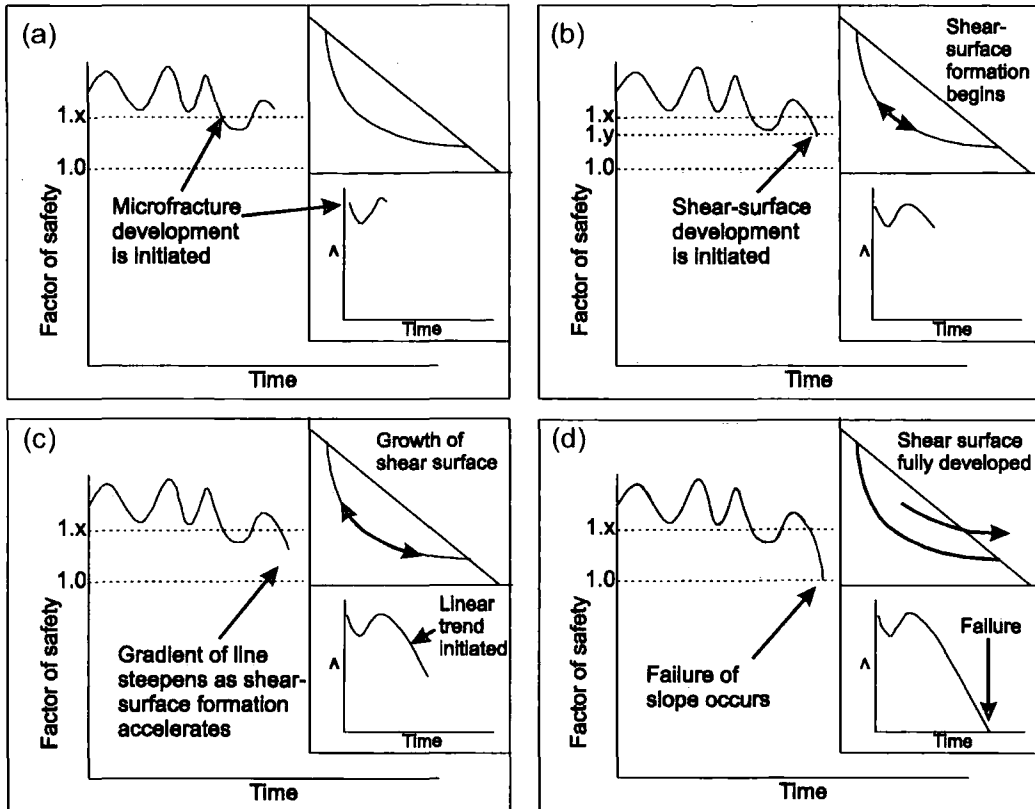 (a)
1.x
1.0
Factor of safety
Microfracture
development
is initiated
Λ
Time
Time
(b)
Shear-
surface
formation
begins
1.x
1.y
1.0
Factor of safety
Shear-surface
development
is initiated
Λ
Time
Time
(c)
Growth of
shear surface
1.x
1.0
Factor of safety
Gradient of line
steepens as shear-
surface formation
accelerates
Linear
trend
initiated
Λ
Time
Time
(d)
Shear surface
fully developed
1.x
1.0
Factor of safety
Failure of
slope occurs
Failure
Λ
Time
Time